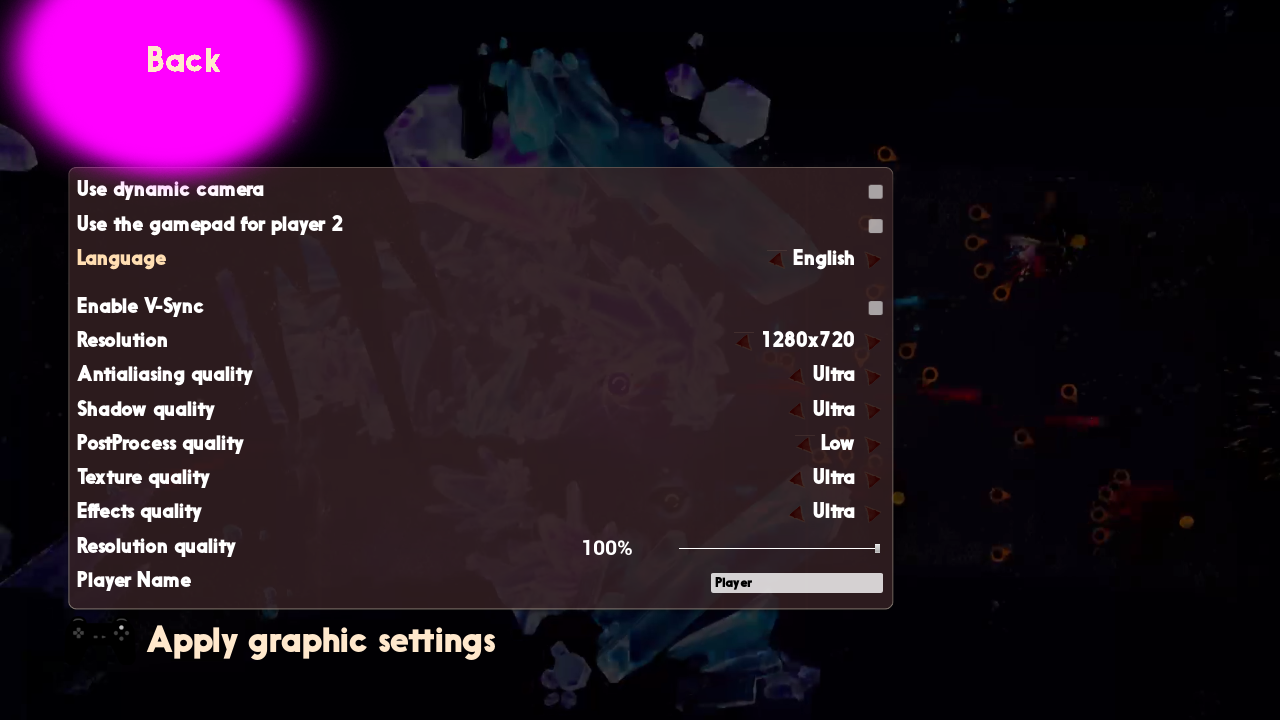 Back
Use dynamic camera
Use the gamepad for player 2
Language English
Enable V-Sync
Resolution 1280x720
Antialiasing quality Ultra
Shadow quality Ultra
PostProcess quality Low
Texture quality Ultra
Effects quality Ultra
Resolution quality 100%
Player Name Player
Apply graphic settings